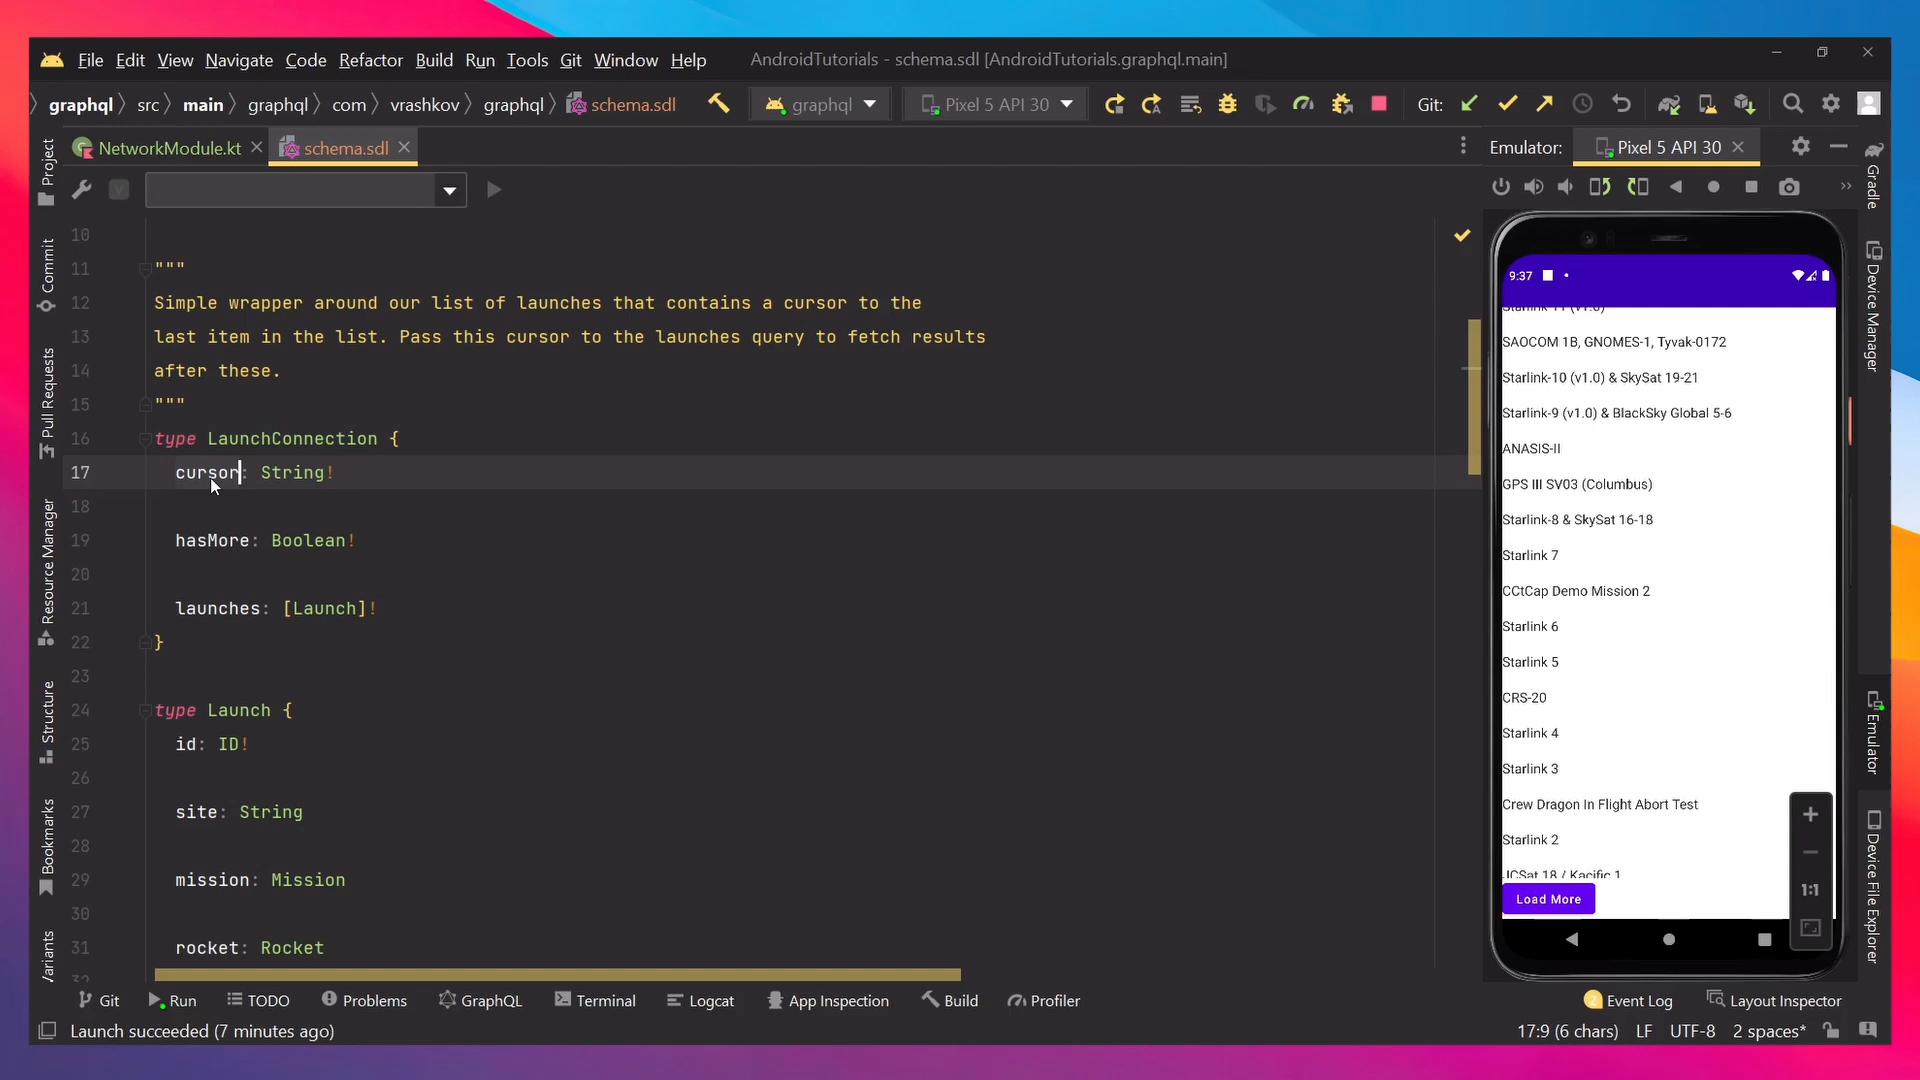 File Edit View Navigate Code Refactor Build Run Tools Git Window Help AndroidTutorials - schema.sdl [AndroidTutorials.graphql.main]
graphql src main graphql com vrashkov graphql schema.sdl graphql Pixel 5 API 30 Git:
NetworkModule.kt schema.sdl Emulator: Pixel 5 API 30
10
11 """
12 Simple wrapper around our list of launches that contains a cursor to the
13 last item in the list. Pass this cursor to the launches query to fetch results
14 after these.
15 """
16 type LaunchConnection {
17 cursor: String!
18
19 hasMore: Boolean!
20
21 launches: [Launch]!
22 }
23
24 type Launch {
25 id: ID!
26
27 site: String
28
29 mission: Mission
30
31 rocket: Rocket
32
Project
Commit
Pull Requests
Resource Manager
Structure
Bookmarks
Variants
9:37
Starlink-11 (v1.0)
SAOCOM 1B, GNOMES-1, Tyvak-0172
Starlink-10 (v1.0) & SkySat 19-21
Starlink-9 (v1.0) & BlackSky Global 5-6
ANASIS-II
GPS III SV03 (Columbus)
Starlink-8 & SkySat 16-18
Starlink 7
CCtCap Demo Mission 2
Starlink 6
Starlink 5
CRS-20
Starlink 4
Starlink 3
Crew Dragon In Flight Abort Test
Starlink 2
JCSat 18 / Kacific 1
Load More
1:1
Gradle
Device Manager
Emulator
Device File Explorer
Git Run TODO Problems GraphQL Terminal Logcat App Inspection Build Profiler 2 Event Log Layout Inspector
Launch succeeded (7 minutes ago) 17:9 (6 chars) LF UTF-8 2 spaces*